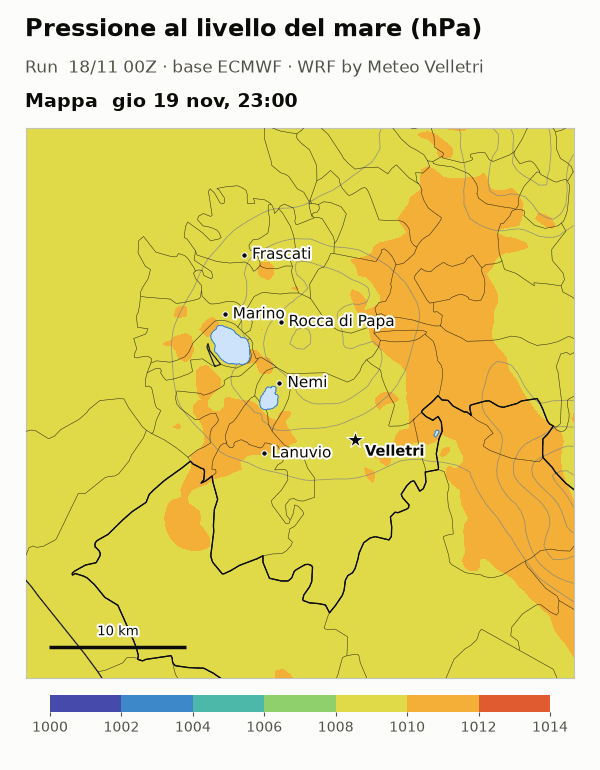 Pressione al livello del mare (hPa)
Run  18/11 00Z · base ECMWF · WRF by Meteo Velletri
Mappa  gio 19 nov, 23:00
Frascati
Marino
Rocca di Papa
Nemi
Velletri
Lanuvio
10 km
1000 1002 1004 1006 1008 1010 1012 1014